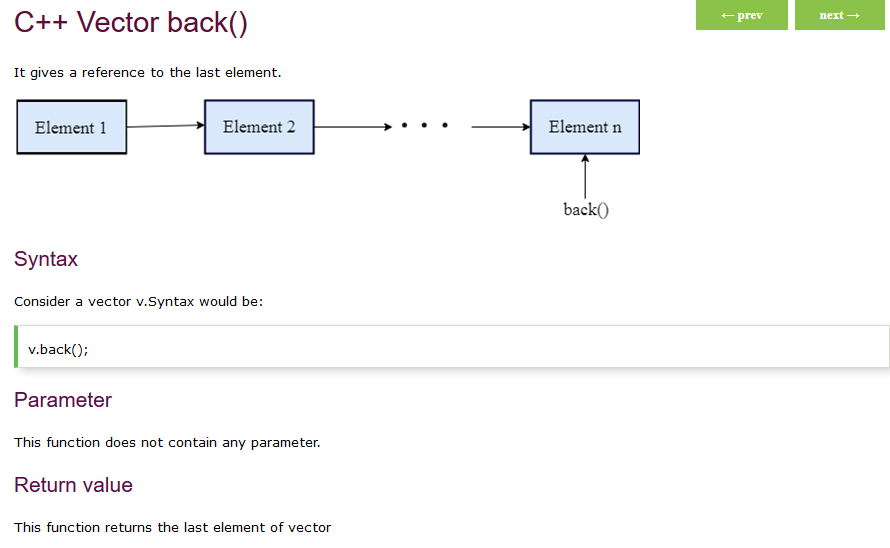 C++ Vector back()
← prev
next →
It gives a reference to the last element.
Element 1
Element 2
Element n
back()
Syntax
Consider a vector v.Syntax would be:
v.back();
Parameter
This function does not contain any parameter.
Return value
This function returns the last element of vector